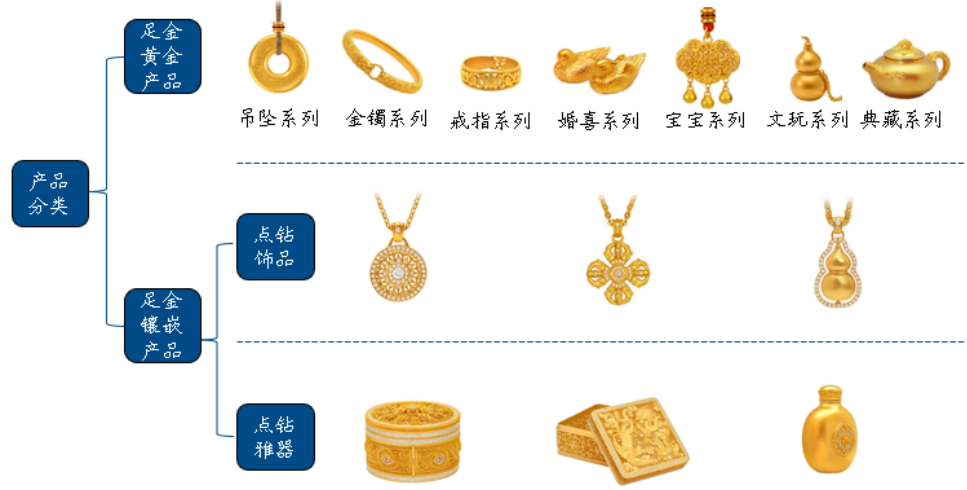 足金
黄金
产品
吊坠系列 金镯系列 戒指系列 婚喜系列 宝宝系列 文玩系列 典藏系列
产品
分类
点钻
饰品
足金
镶嵌
产品
点钻
雅器